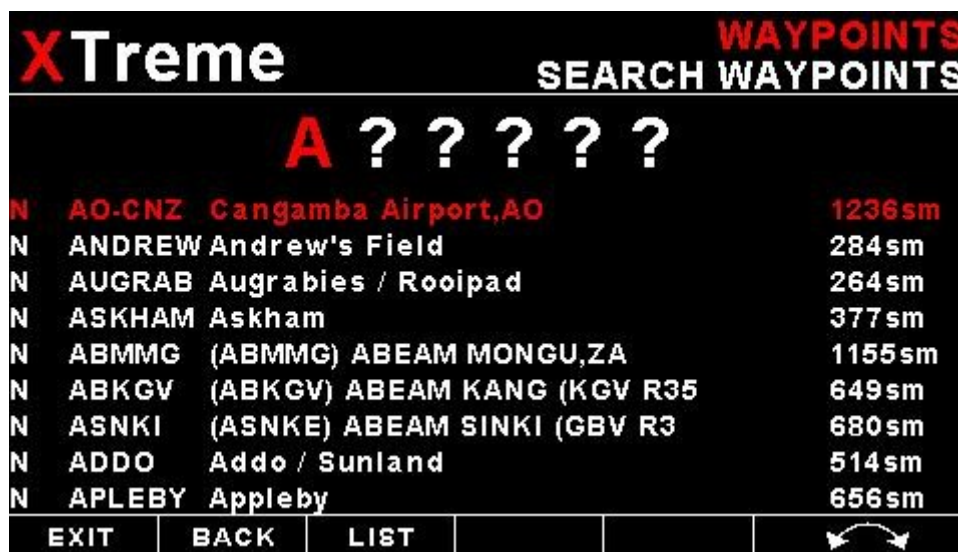 XTreme
WAYPOINTS
SEARCH WAYPOINTS
A ? ? ? ? ?
N AO-CNZ Cangamba Airport,AO 1236sm
N ANDREW Andrew's Field 284sm
N AUGRAB Augrabies / Rooipad 264sm
N ASKHAM Askham 377sm
N ABMMG (ABMMG) ABEAM MONGU,ZA 1155sm
N ABKGV (ABKGV) ABEAM KANG (KGV R35 649sm
N ASNKI (ASNKE) ABEAM SINKI (GBV R3 680sm
N ADDO Addo / Sunland 514sm
N APLEBY Appleby 656sm
EXIT BACK LIST